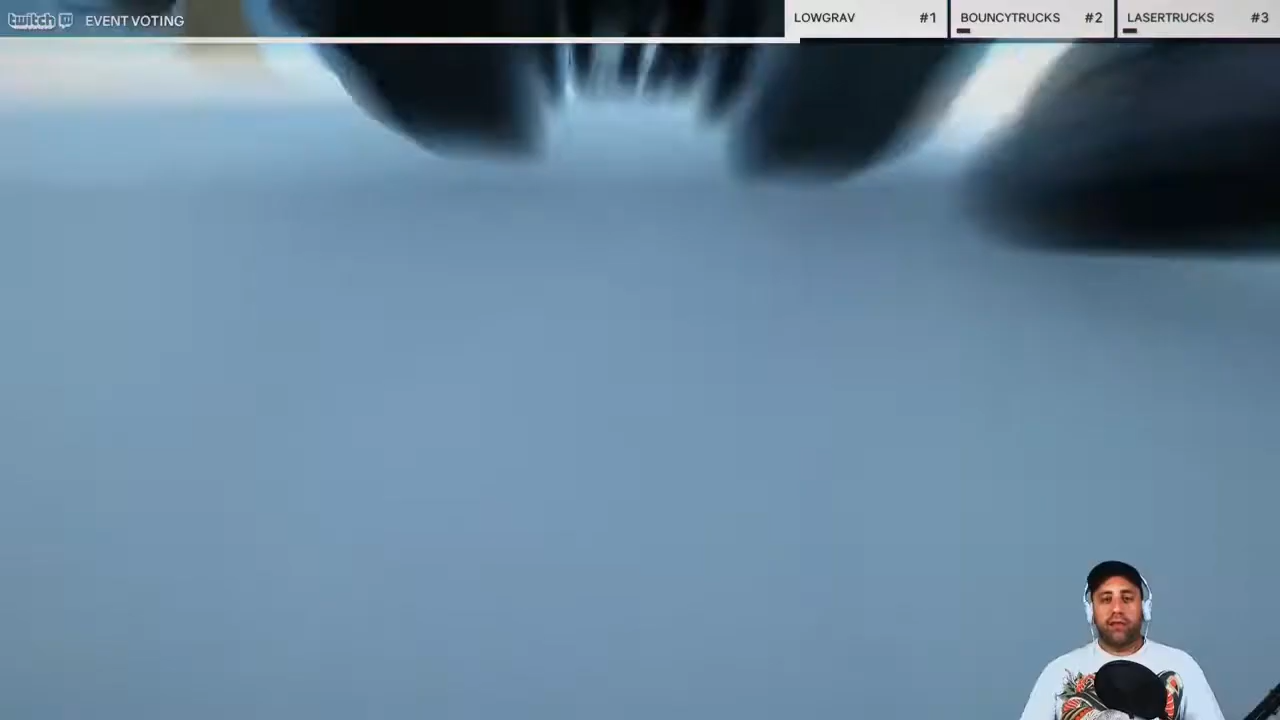 twitch EVENT VOTING
LOWGRAV #1
BOUNCYTRUCKS #2
LASERTRUCKS #3